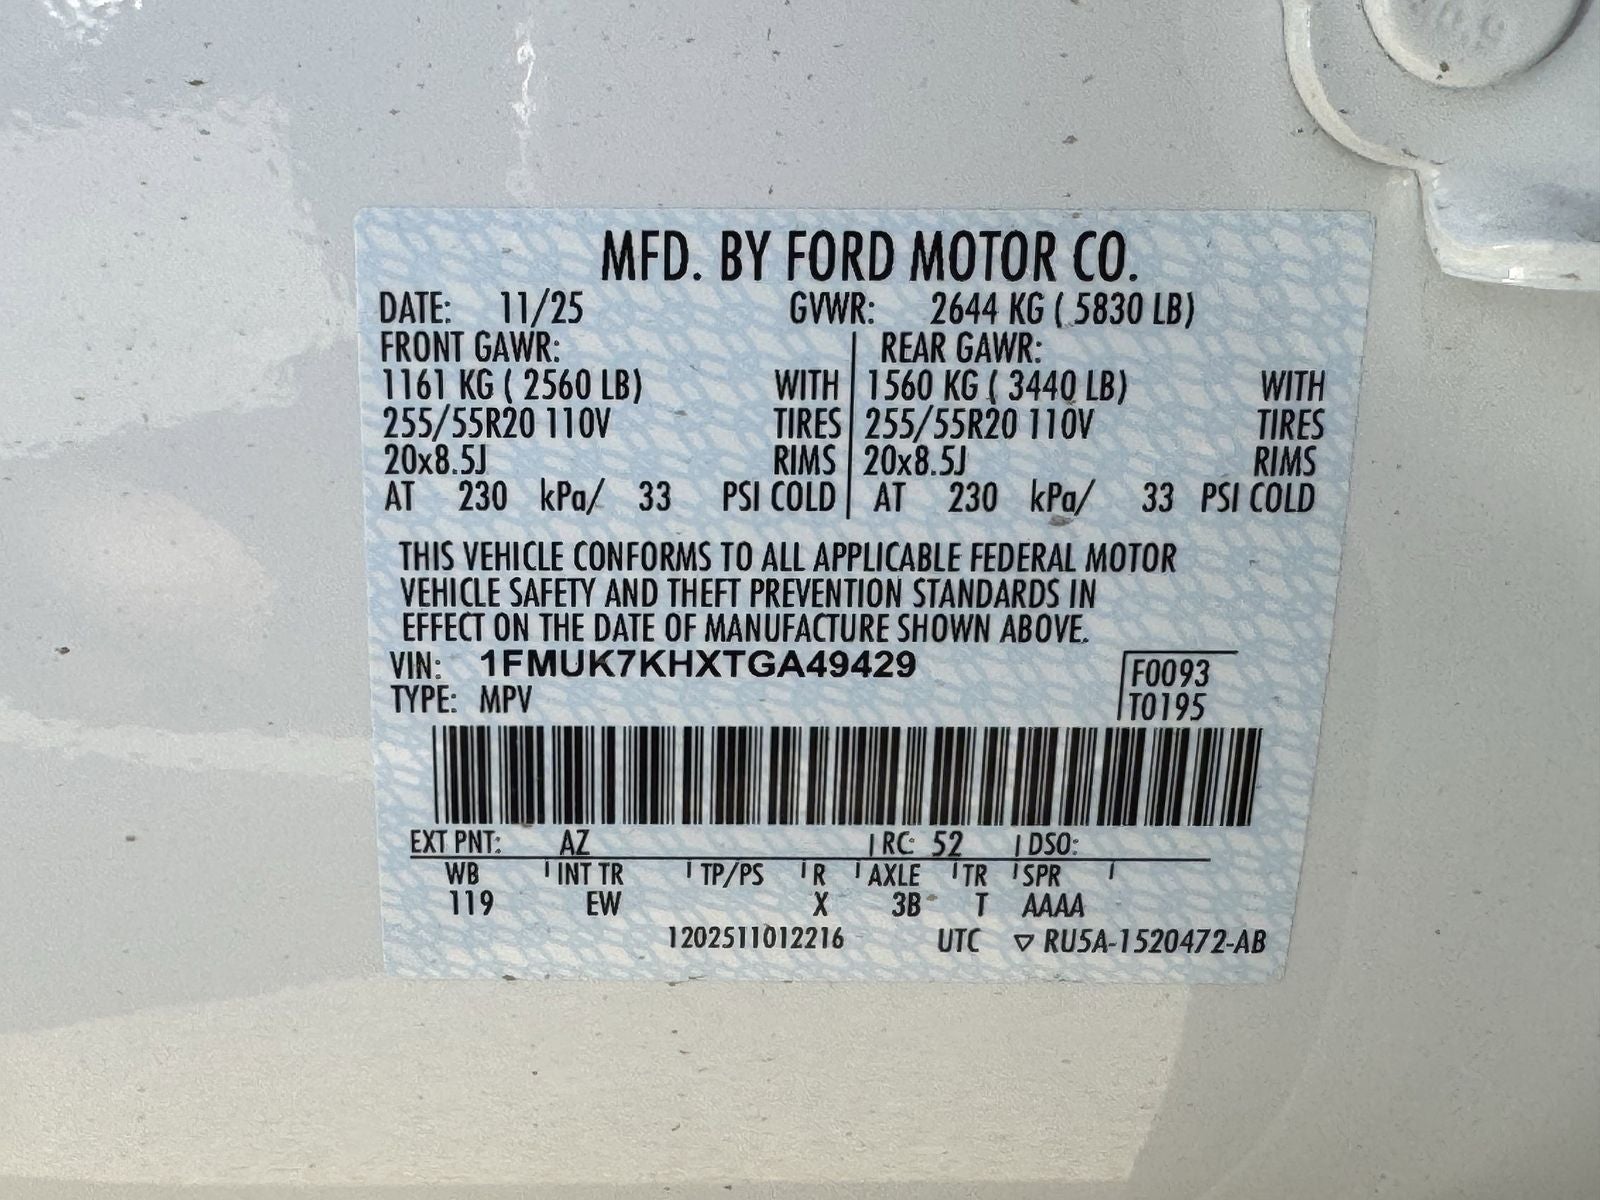 MFD. BY FORD MOTOR CO.
DATE: 11/25 GVWR: 2644 KG ( 5830 LB)
FRONT GAWR: REAR GAWR:
1161 KG ( 2560 LB) WITH 1560 KG ( 3440 LB) WITH
255/55R20 110V TIRES 255/55R20 110V TIRES
20x8.5J RIMS 20x8.5J RIMS
AT 230 kPa/ 33 PSI COLD AT 230 kPa/ 33 PSI COLD
THIS VEHICLE CONFORMS TO ALL APPLICABLE FEDERAL MOTOR
VEHICLE SAFETY AND THEFT PREVENTION STANDARDS IN
EFFECT ON THE DATE OF MANUFACTURE SHOWN ABOVE.
VIN: 1FMUK7KHXTGA49429 F0093
TYPE: MPV T0195
EXT PNT: AZ RC: 52 DSO:
WB INT TR TP/PS R AXLE TR SPR
119 EW X 3B T AAAA
1202511012216 UTC ▽ RU5A-1520472-AB